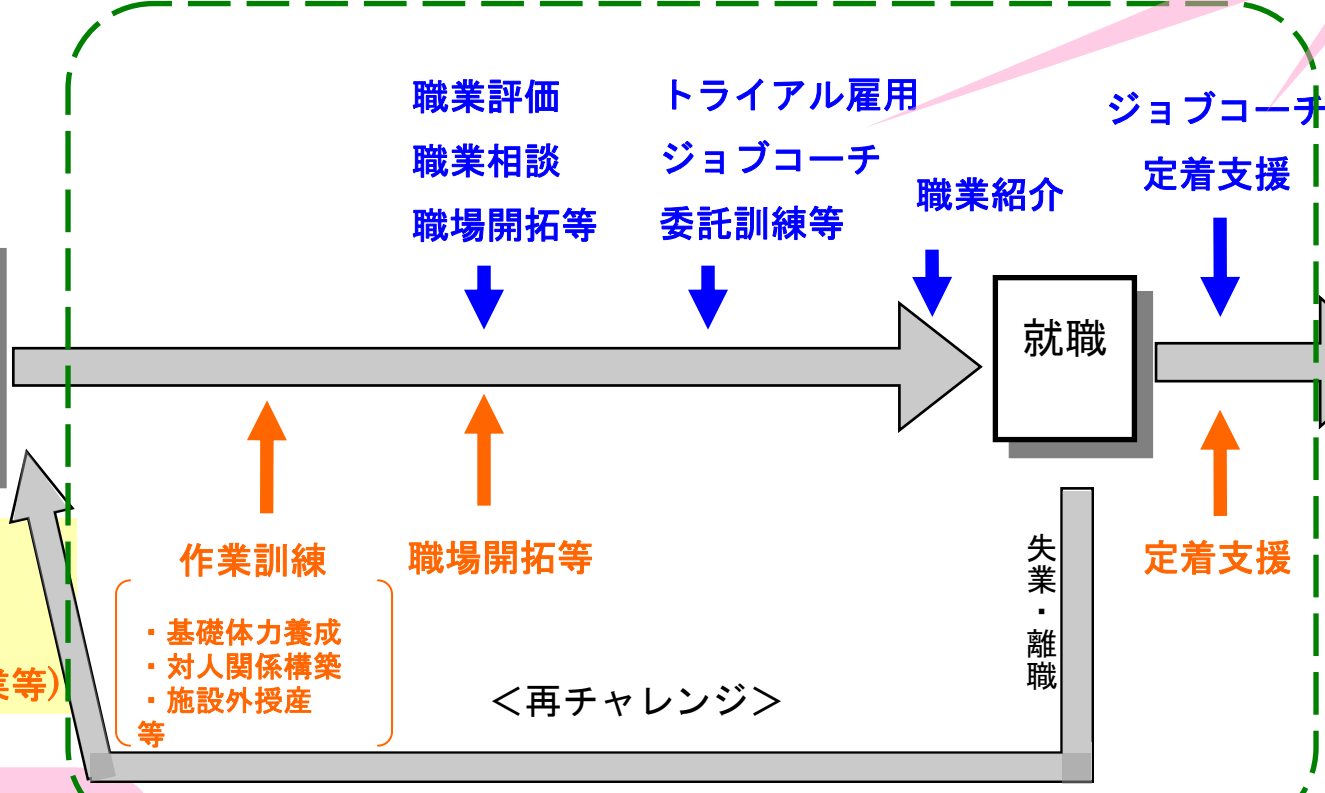 職業評価
職業相談
職場開拓等
トライアル雇用
ジョブコーチ
委託訓練等
職業紹介
ジョブコーチ
定着支援
就職
作業訓練
・基礎体力養成
・対人関係構築
・施設外授産
等
職場開拓等
定着支援
失業・離職
＜再チャレンジ＞
業等)